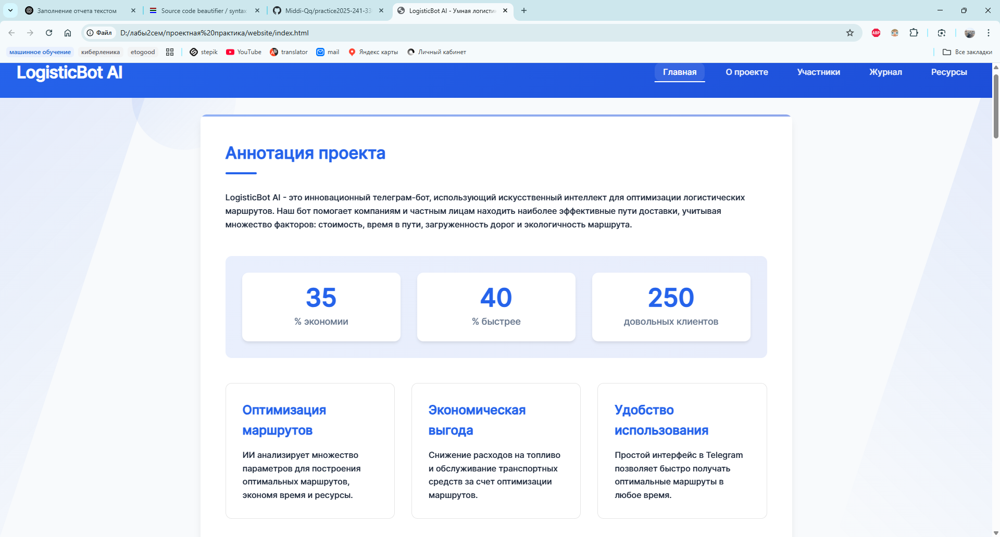 Заполнение отчета текстом
Source code beautifier / syntax
Middi-Qq/practice2025-241-33
LogisticBot AI - Умная логисти
Файл
D:/лабы2сем/проектная%20практика/website/index.html
ABP
машинное обучение
киберленика
etogood
stepik
YouTube
translator
mail
Яндекс карты
Личный кабинет
Все закладки
LogisticBot AI
Главная
О проекте
Участники
Журнал
Ресурсы
Аннотация проекта
LogisticBot AI - это инновационный телеграм-бот, использующий искусственный интеллект для оптимизации логистических
маршрутов. Наш бот помогает компаниям и частным лицам находить наиболее эффективные пути доставки, учитывая
множество факторов: стоимость, время в пути, загруженность дорог и экологичность маршрута.
35
% экономии
40
% быстрее
250
довольных клиентов
Оптимизация
маршрутов
ИИ анализирует множество
параметров для построения
оптимальных маршрутов,
экономя время и ресурсы.
Экономическая
выгода
Снижение расходов на топливо
и обслуживание транспортных
средств за счет оптимизации
маршрутов.
Удобство
использования
Простой интерфейс в Telegram
позволяет быстро получать
оптимальные маршруты в
любое время.